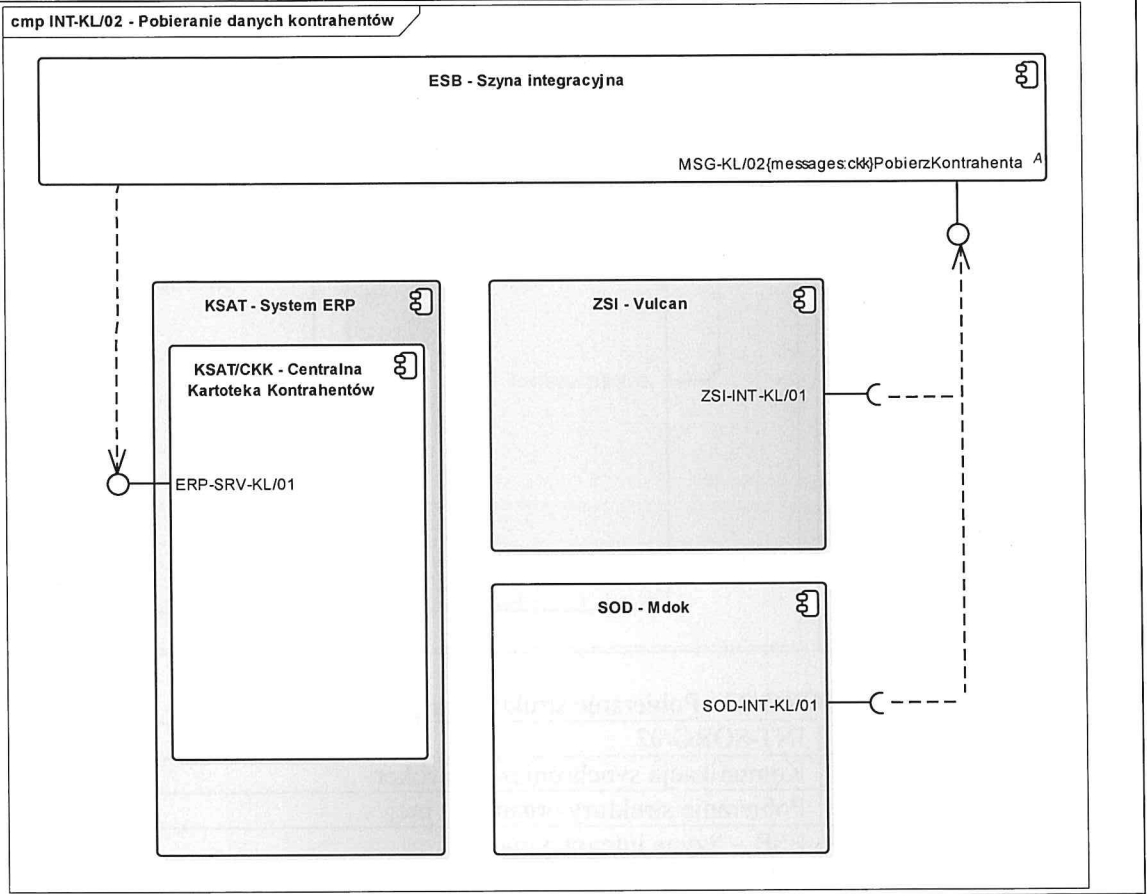 cmp INT-KL/02 - Pobieranie danych kontrahentów
ESB - Szyna integracyjna
MSG-KL/02{messages:ckk}PobierzKontrahenta A
KSAT - System ERP
KSAT/CKK - Centralna
Kartoteka Kontrahentów
ERP-SRV-KL/01
ZSI - Vulcan
ZSI-INT-KL/01
SOD - Mdok
SOD-INT-KL/01